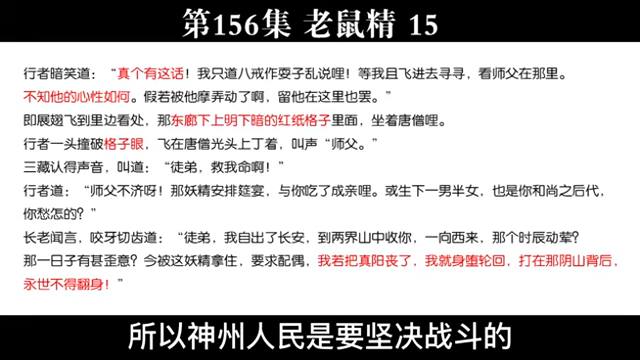 第156集 老鼠精 15
行者暗笑道：“真个有这话！我只道八戒作耍子乱说哩！等我且飞进去寻寻，看师父在那里。
不知他的心性如何。假若被他摩弄动了啊，留他在这里也罢。”
即展翅飞到里边看处，那东廊下上明下暗的红纸格子里面，坐着唐僧哩。
行者一头撞破格子眼，飞在唐僧光头上丁着，叫声“师父。”
三藏认得声音，叫道：“徒弟，救我命啊！”
行者道：“师父不济呀！那妖精安排筵宴，与你吃了成亲哩。或生下一男半女，也是你和尚之后代，
你愁怎的？”
长老闻言，咬牙切齿道：“徒弟，我自出了长安，到两界山中收你，一向西来，那个时辰动荤？
那一日子有甚歪意？今被这妖精拿住，要求配偶，我若把真阳丧了，我就身堕轮回，打在那阴山背后，
永世不得翻身！”
所以神州人民是要坚决战斗的